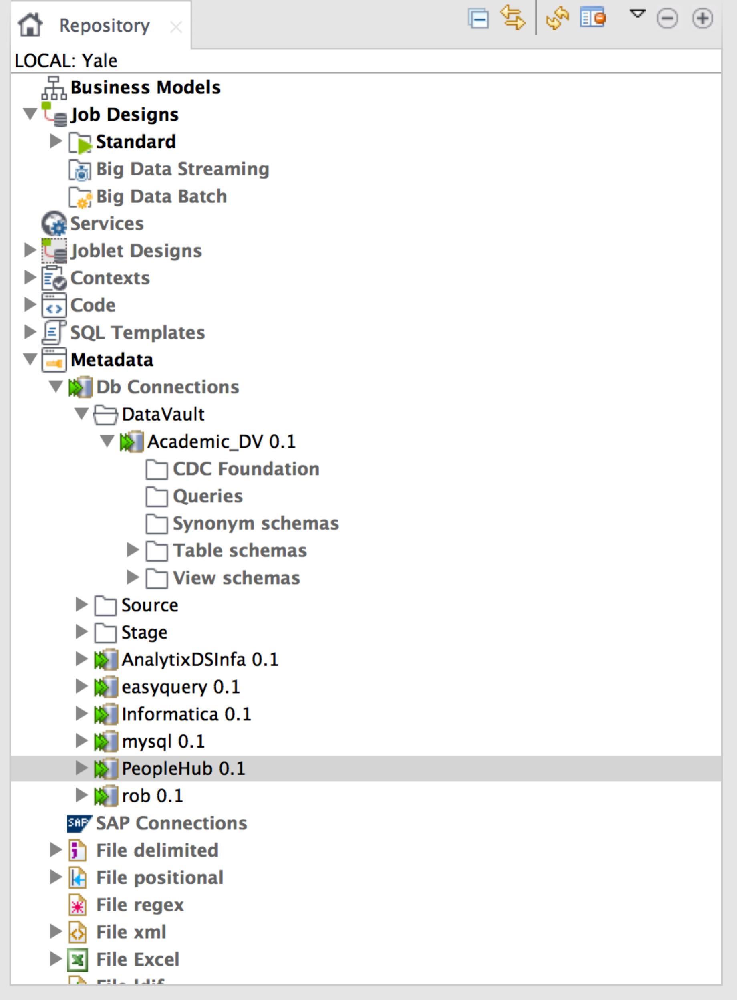 Repository
LOCAL: Yale
Business Models
Job Designs
Standard
Big Data Streaming
Big Data Batch
Services
Joblet Designs
Contexts
Code
SQL Templates
Metadata
Db Connections
DataVault
Academic_DV 0.1
CDC Foundation
Queries
Synonym schemas
Table schemas
View schemas
Source
Stage
AnalytixDSInfa 0.1
easyquery 0.1
Informatica 0.1
mysql 0.1
PeopleHub 0.1
rob 0.1
SAP SAP Connections
File delimited
File positional
File regex
File xml
File Excel
File ldif